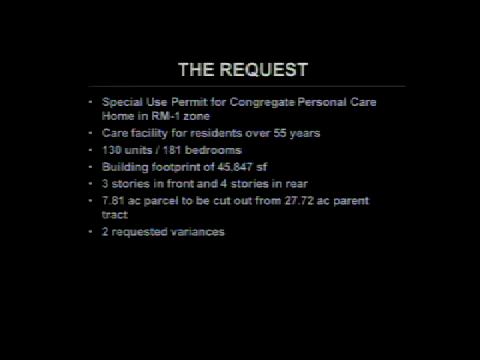 THE REQUEST
• Special Use Permit for Congregate Personal Care
Home in RM-1 zone
• Care facility for residents over 55 years
• 130 units / 181 bedrooms
• Building footprint of 45.847 sf
• 3 stories in front and 4 stories in rear
• 7.81 ac parcel to be cut out from 27.72 ac parent
tract
• 2 requested variances